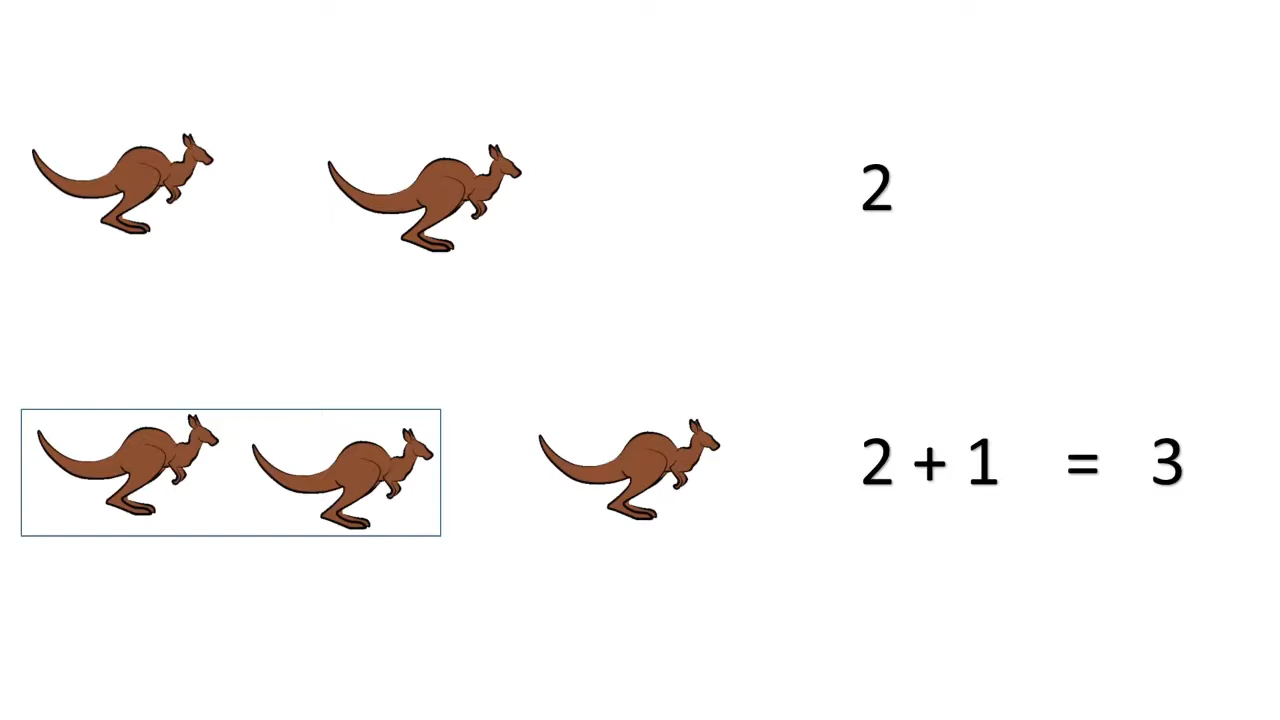 2
2 + 1 = 3